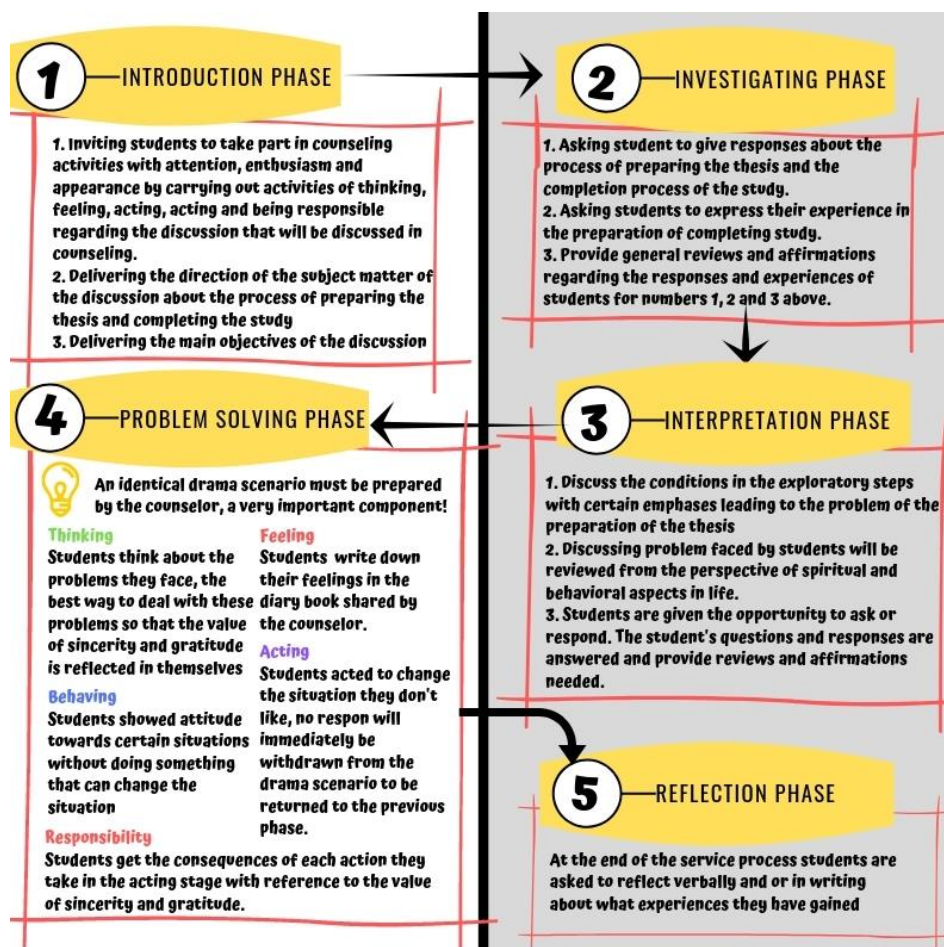 1 INTRODUCTION PHASE
1. Inviting students to take part in counseling
activities with attention, enthusiasm and
appearance by carrying out activities of thinking,
feeling, acting, acting and being responsible
regarding the discussion that will be discussed in
counseling.
2. Delivering the direction of the subject matter of
the discussion about the process of preparing the
thesis and completing the study
3. Delivering the main objectives of the discussion
2 INVESTIGATING PHASE
1. Asking student to give responses about the
process of preparing the thesis and the
completion process of the study.
2. Asking students to express their experience in
the preparation of completing study.
3. Provide general reviews and affirmations
regarding the responses and experiences of
students for numbers 1, 2 and 3 above.
3 INTERPRETATION PHASE
1. Discuss the conditions in the exploratory steps
with certain emphases leading to the problem of the
preparation of the thesis
2. Discussing problem faced by students will be
reviewed from the perspective of spiritual and
behavioral aspects in life.
3. Students are given the opportunity to ask or
respond. The student's questions and responses are
answered and provide reviews and affirmations
needed.
4 PROBLEM SOLVING PHASE
An identical drama scenario must be prepared
by the counselor, a very important component!
Thinking
Students think about the
problems they face, the
best way to deal with these
problems so that the value
of sincerity and gratitude
is reflected in themselves
Feeling
Students write down
their feelings in the
diary book shared by
the counselor.
Behaving
Students showed attitude
towards certain situations
without doing something
that can change the
situation
Acting
Students acted to change
the situation they don't
like, no respon will
immediately be
withdrawn from the
drama scenario to be
returned to the previous
phase.
Responsibility
Students get the consequences of each action they
take in the acting stage with reference to the value
of sincerity and gratitude.
5 REFLECTION PHASE
At the end of the service process students are
asked to reflect verbally and or in writing
about what experiences they have gained